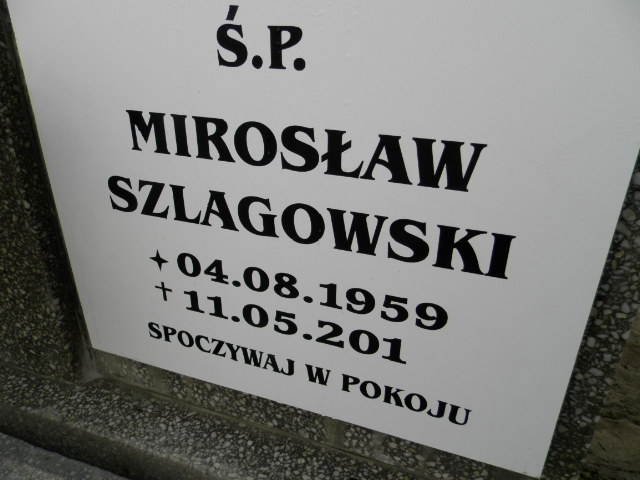 Ś.P.
MIROSŁAW
SZLAGOWSKI
✦ 04.08.1959
† 11.05.201
SPOCZYWAJ W POKOJU